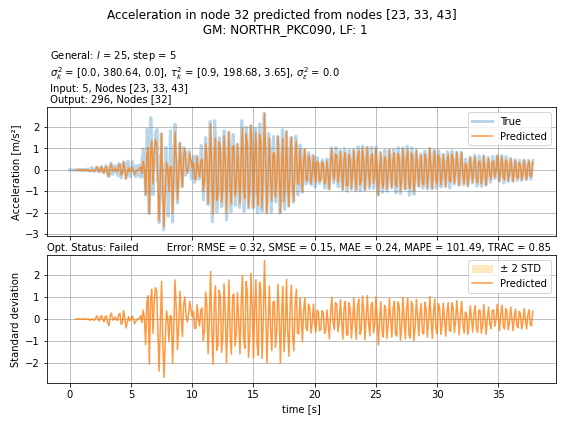 Acceleration in node 32 predicted from nodes [23, 33, 43]
GM: NORTHR_PKC090, LF: 1
General: l = 25, step = 5
σ_k² = [0.0, 380.64, 0.0], τ_k² = [0.9, 198.68, 3.65], σ_ε² = 0.0
Input: 5, Nodes [23, 33, 43]
Output: 296, Nodes [32]
Acceleration [m/s²]
2
1
0
−1
−2
−3
True
Predicted
Opt. Status: Failed Error: RMSE = 0.32, SMSE = 0.15, MAE = 0.24, MAPE = 101.49, TRAC = 0.85
Standard deviation
2
1
0
−1
−2
± 2 STD
Predicted
0 5 10 15 20 25 30 35
time [s]